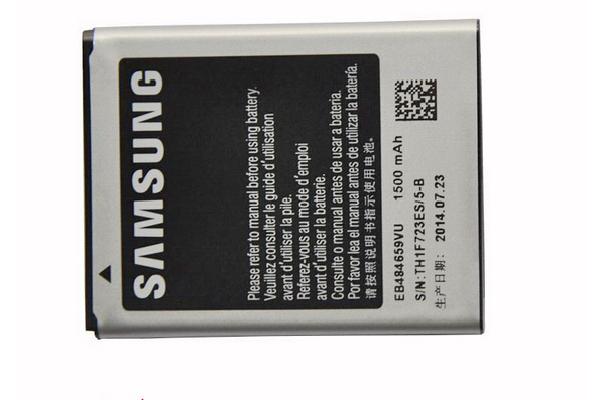 SAMSUNG
Please refer to manual before using battery.
Veuillez consulter le guide d'utilisation
avant d'utiliser la pile.
Referez-vous au mode d'emploi
avant d'utiliser la batterie.
Consulte o manual antes de usar a bateria.
Por favor lea el manual antes de utilizar la batería.
请按照说明书指示使用电池。
EB484659VU 1500 mAh
S/N:TH1F723ES/5-B
生产日期: 2014.07.23